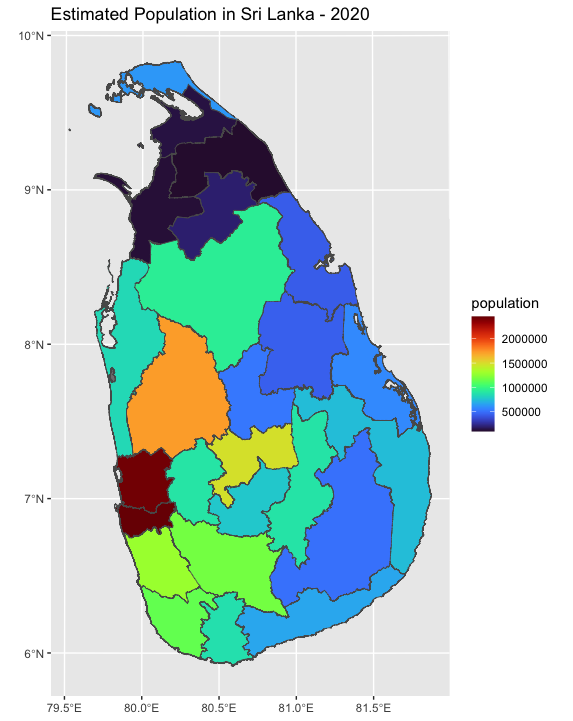 Estimated Population in Sri Lanka - 2020
10°N
9°N
8°N
7°N
6°N
79.5°E 80.0°E 80.5°E 81.0°E 81.5°E
population
2000000
1500000
1000000
500000